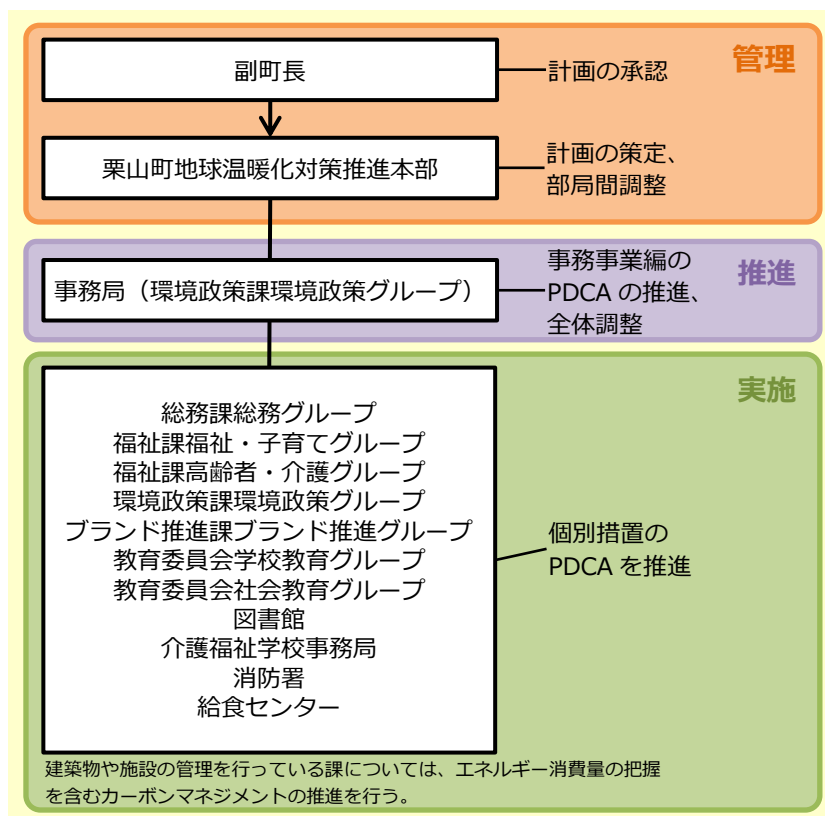 管理
副町長
計画の承認
栗山町地球温暖化対策推進本部
計画の策定、
部局間調整
推進
事務局（環境政策課環境政策グループ）
事務事業編の
PDCA の推進、
全体調整
実施
総務課総務グループ
福祉課福祉・子育てグループ
福祉課高齢者・介護グループ
環境政策課環境政策グループ
ブランド推進課ブランド推進グループ
教育委員会学校教育グループ
教育委員会社会教育グループ
図書館
介護福祉学校事務局
消防署
給食センター
個別措置の
PDCA を推進
建築物や施設の管理を行っている課については、エネルギー消費量の把握
を含むカーボンマネジメントの推進を行う。